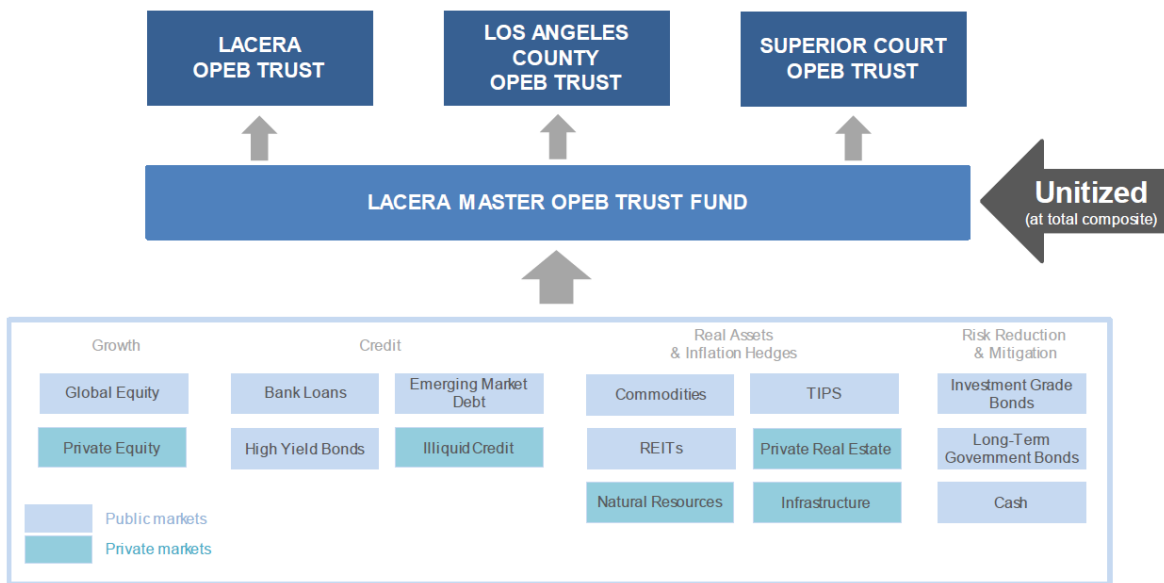 LACERA
OPEB TRUST
LOS ANGELES
COUNTY
OPEB TRUST
SUPERIOR COURT
OPEB TRUST
LACERA MASTER OPEB TRUST FUND
Unitized
(at total composite)
Growth
Credit
Real Assets
& Inflation Hedges
Risk Reduction
& Mitigation
Global Equity
Bank Loans
Emerging Market
Debt
Commodities
TIPS
Investment Grade
Bonds
Private Equity
High Yield Bonds
Illiquid Credit
REITs
Private Real Estate
Long-Term
Government Bonds
Natural Resources
Infrastructure
Cash
Public markets
Private markets